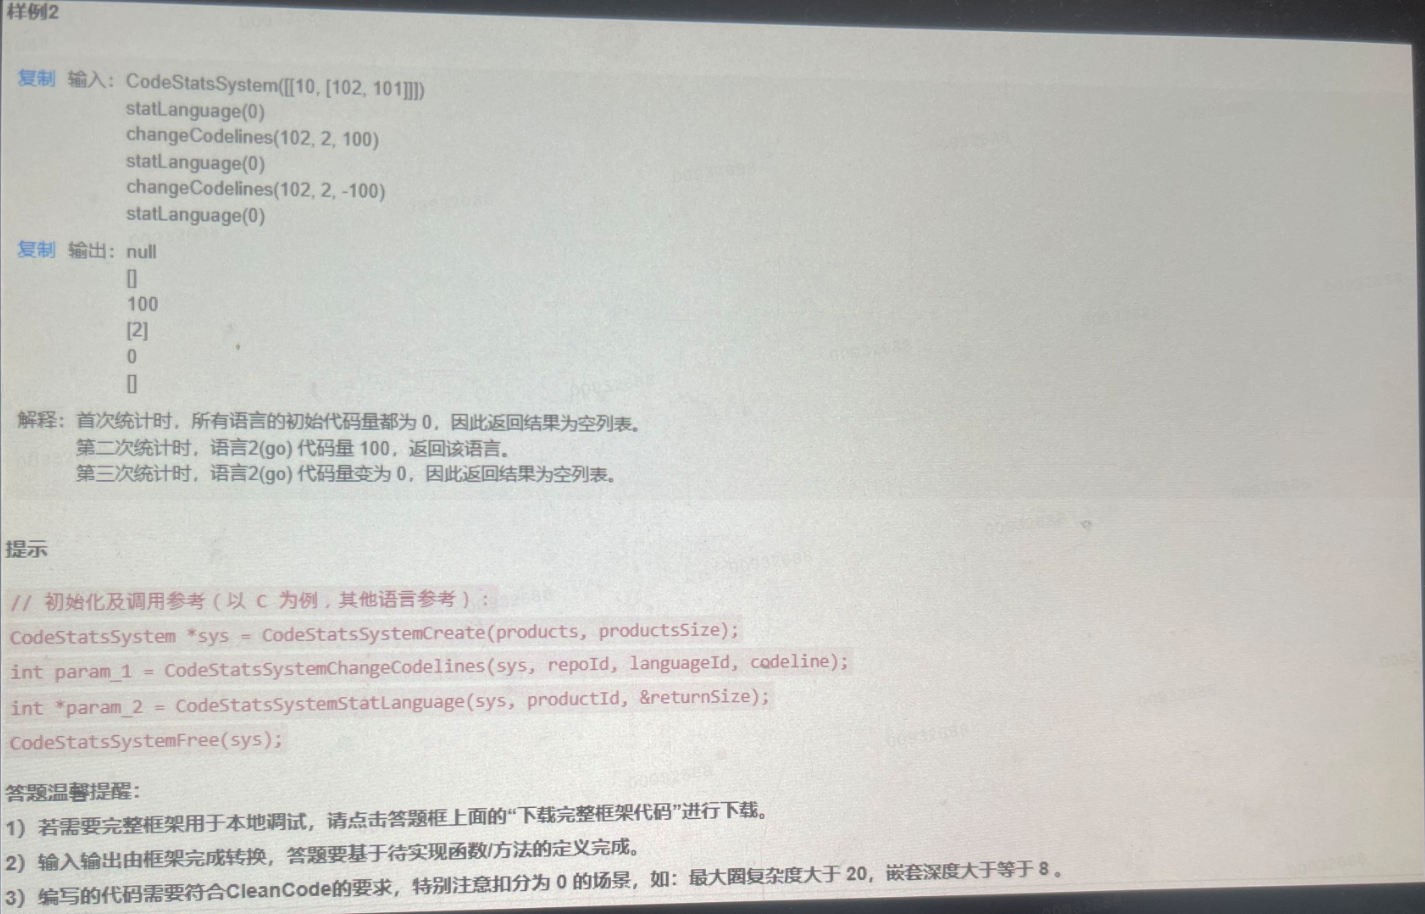 样例2
复制 输入: CodeStatsSystem([[10, [102, 101]]])
statLanguage(0)
changeCodelines(102, 2, 100)
statLanguage(0)
changeCodelines(102, 2, -100)
statLanguage(0)
复制 输出: null
[]
100
[2]
0
[]
解释: 首次统计时，所有语言的初始代码量都为 0，因此返回结果为空列表。
第二次统计时，语言2(go) 代码量 100，返回该语言。
第三次统计时，语言2(go) 代码量变为 0，因此返回结果为空列表。
提示
// 初始化及调用参考（以 C 为例，其他语言参考）:
CodeStatsSystem *sys = CodeStatsSystemCreate(products, productsSize);
int param_1 = CodeStatsSystemChangeCodelines(sys, repoId, languageId, codeline);
int *param_2 = CodeStatsSystemStatLanguage(sys, productId, &returnSize);
CodeStatsSystemFree(sys);
答题温馨提醒:
1) 若需要完整框架用于本地调试，请点击答题框上面的“下载完整框架代码”进行下载。
2) 输入输出由框架完成转换，答题要基于待实现函数/方法的定义完成。
3) 编写的代码需要符合CleanCode的要求，特别注意扣分为 0 的场景，如: 最大圈复杂度大于 20，嵌套深度大于等于 8 。